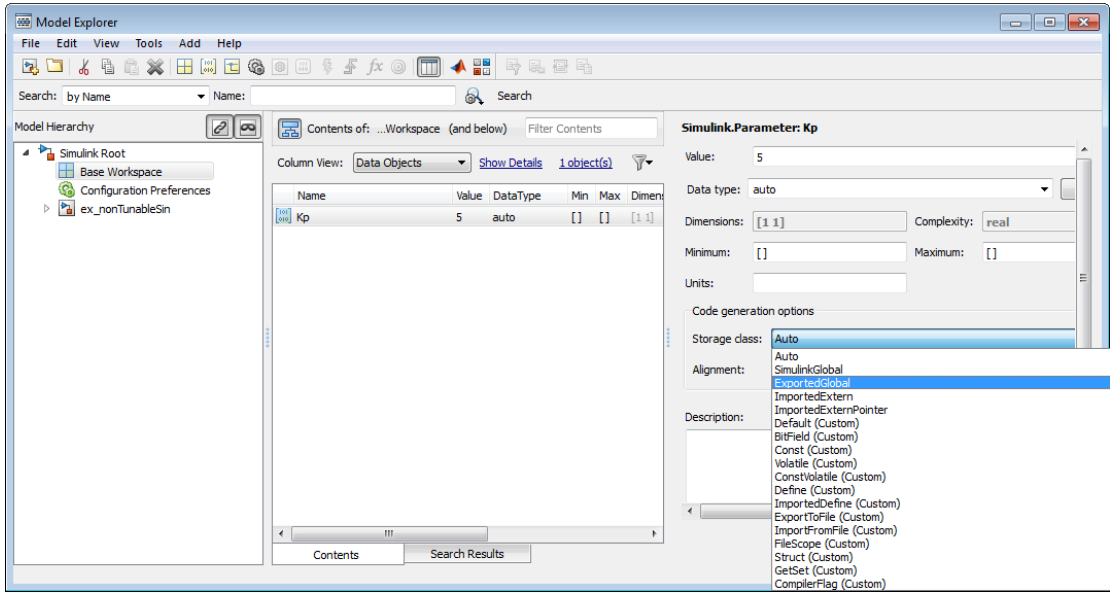 Model Explorer
File Edit View Tools Add Help
fx
Search: by Name Name: Search
Model Hierarchy
Simulink Root
Base Workspace
Configuration Preferences
ex_nonTunableSin
Contents of: ...Workspace (and below) Filter Contents
Column View: Data Objects Show Details 1 object(s)
Name Value DataType Min Max Dimens
Kp 5 auto [] [] [1 1]
Contents Search Results
Simulink.Parameter: Kp
Value: 5
Data type: auto
Dimensions: [1 1] Complexity: real
Minimum: [] Maximum: []
Units:
Code generation options
Storage class: Auto
Alignment:
Description:
Auto
SimulinkGlobal
ExportedGlobal
ImportedExtern
ImportedExternPointer
Default (Custom)
BitField (Custom)
Const (Custom)
Volatile (Custom)
ConstVolatile (Custom)
Define (Custom)
ImportedDefine (Custom)
ExportToFile (Custom)
ImportFromFile (Custom)
FileScope (Custom)
Struct (Custom)
GetSet (Custom)
CompilerFlag (Custom)